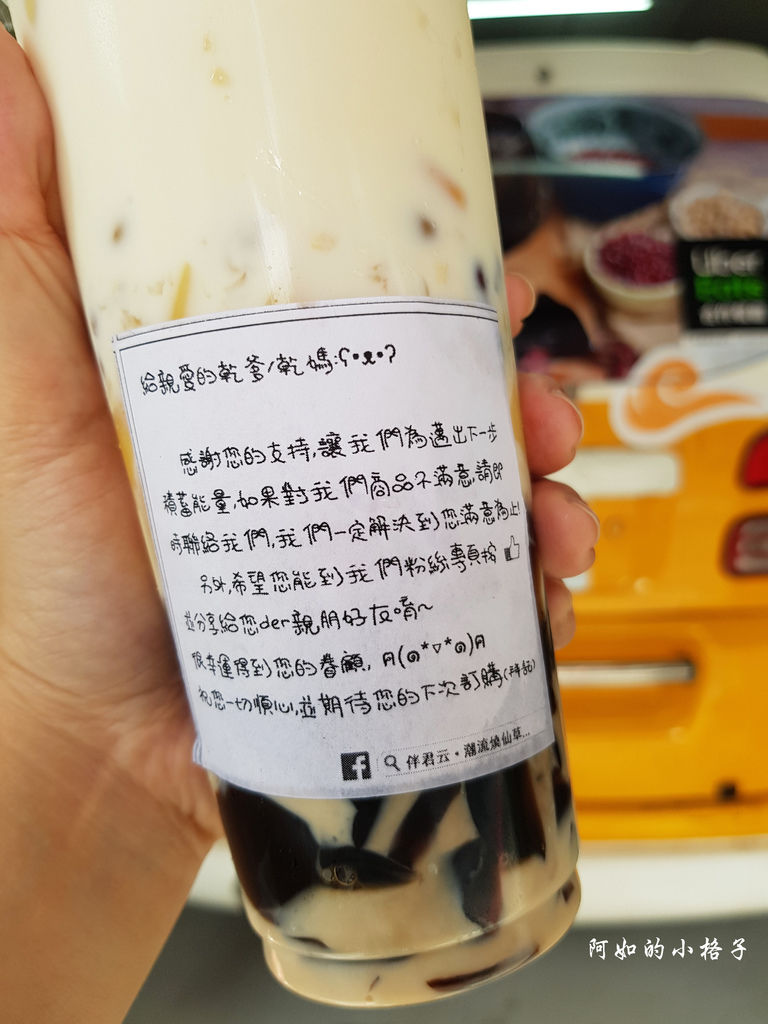 給親愛的乾爹/乾媽:ʕ•ᴥ•ʔ
感謝您的支持,讓我們為邁出下一步
積蓄能量,如果對我們商品不滿意,請即
時聯絡我們,我們一定解決到您滿意為止!
另外,希望您能到我們粉絲專頁按👍
並分享給您der親朋好友唷~
很幸運得到您的眷顧, ฅ(๑*▽*๑)ฅ
祝您一切順心,並期待您的下次訂購(拜託)
f 伴君云·潮流燒仙草...
Uber
Eats
阿如的小格子